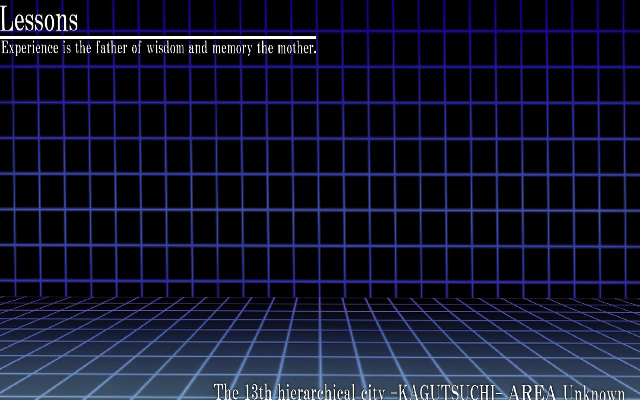 Lessons
Experience is the father of wisdom and memory the mother.
The 13th hierarchical city -KAGUTSUCHI- AREA Unknown